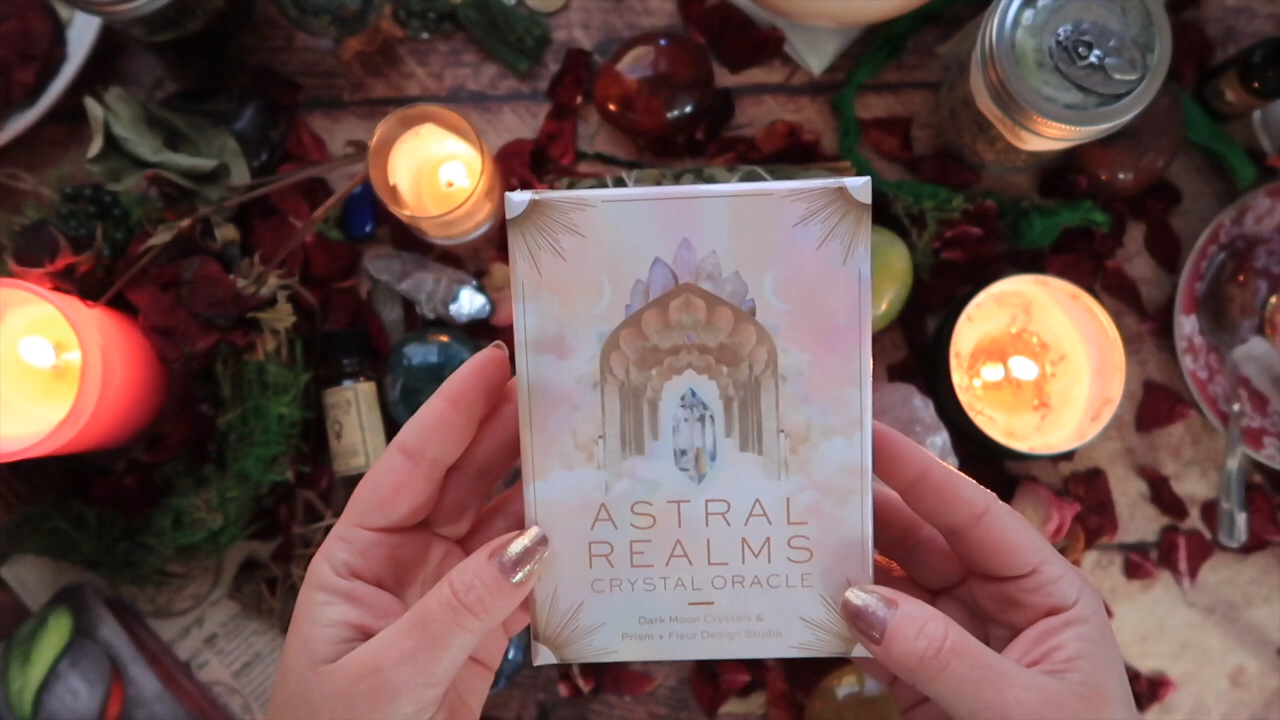 ASTRAL
REALMS
CRYSTAL ORACLE
Dark Moon Crystals &
Prism + Fleur Design Studio